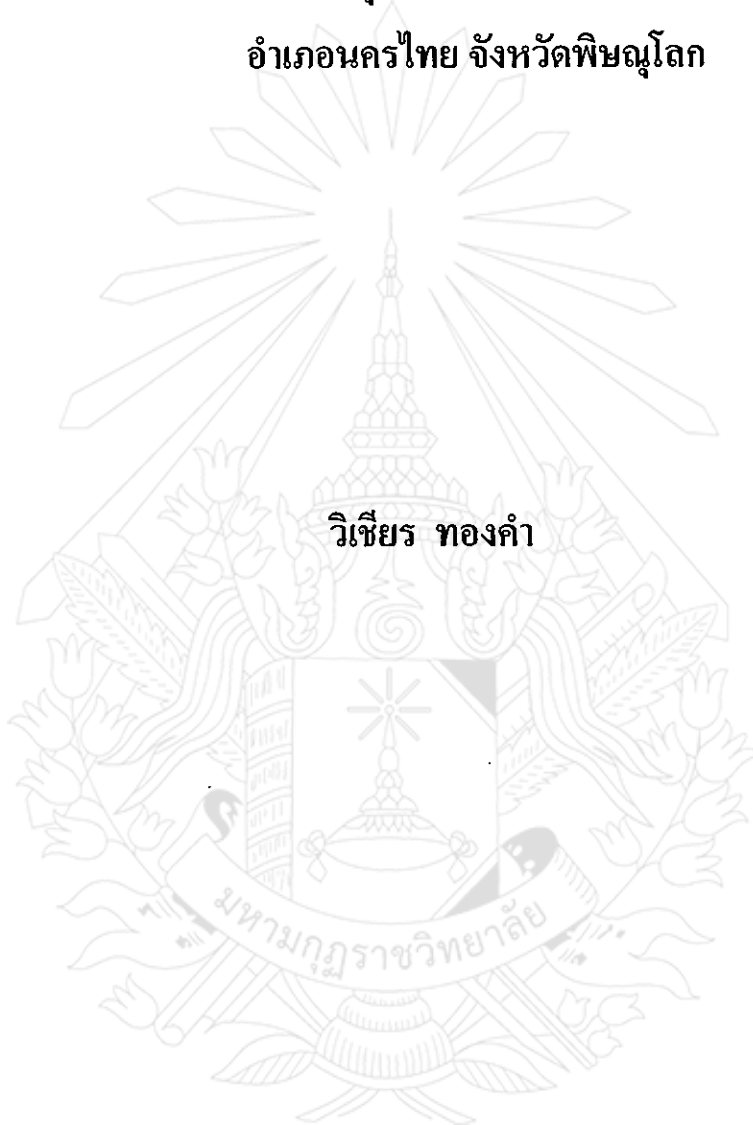 อำเภอนครไทย จังหวัดพิษณุโลก
วิเชียร ทองคำ
มหามกุฏราชวิทยาลัย